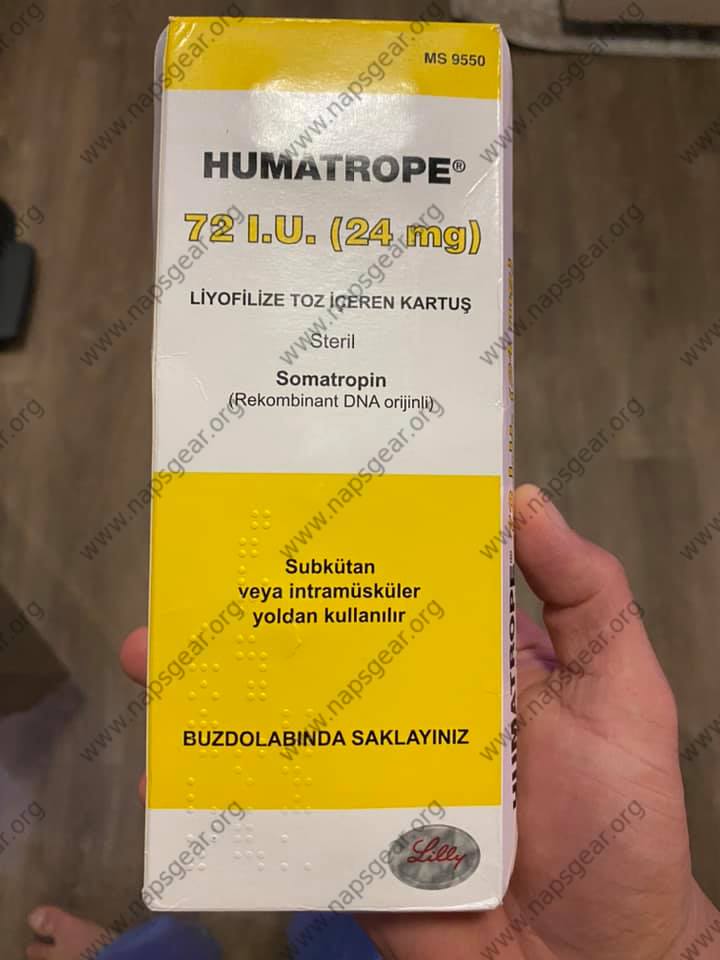 MS 9550
HUMATROPE®
72 I.U. (24 mg)
LİYOFİLİZE TOZ İÇEREN KARTUŞ
Steril
Somatropin
(Rekombinant DNA orijinli)
Subkütan
veya intramüsküler
yoldan kullanılır
BUZDOLABINDA SAKLAYINIZ
Lilly
HUMATROPE®
www.napsgear.org